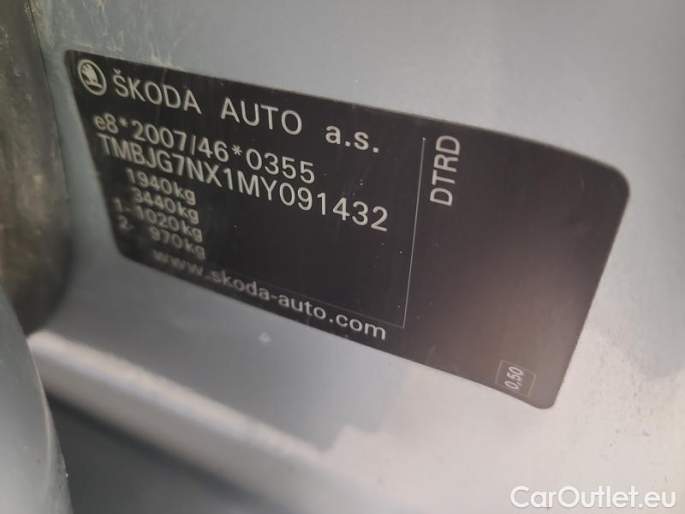 ŠKODA AUTO a.s.
e8*2007/46*0355
TMBJG7NX1MY091432
1940kg
3440kg
1- 1020kg
2- 970kg
www.skoda-auto.com
DTRD
0,50
CarOutlet.eu